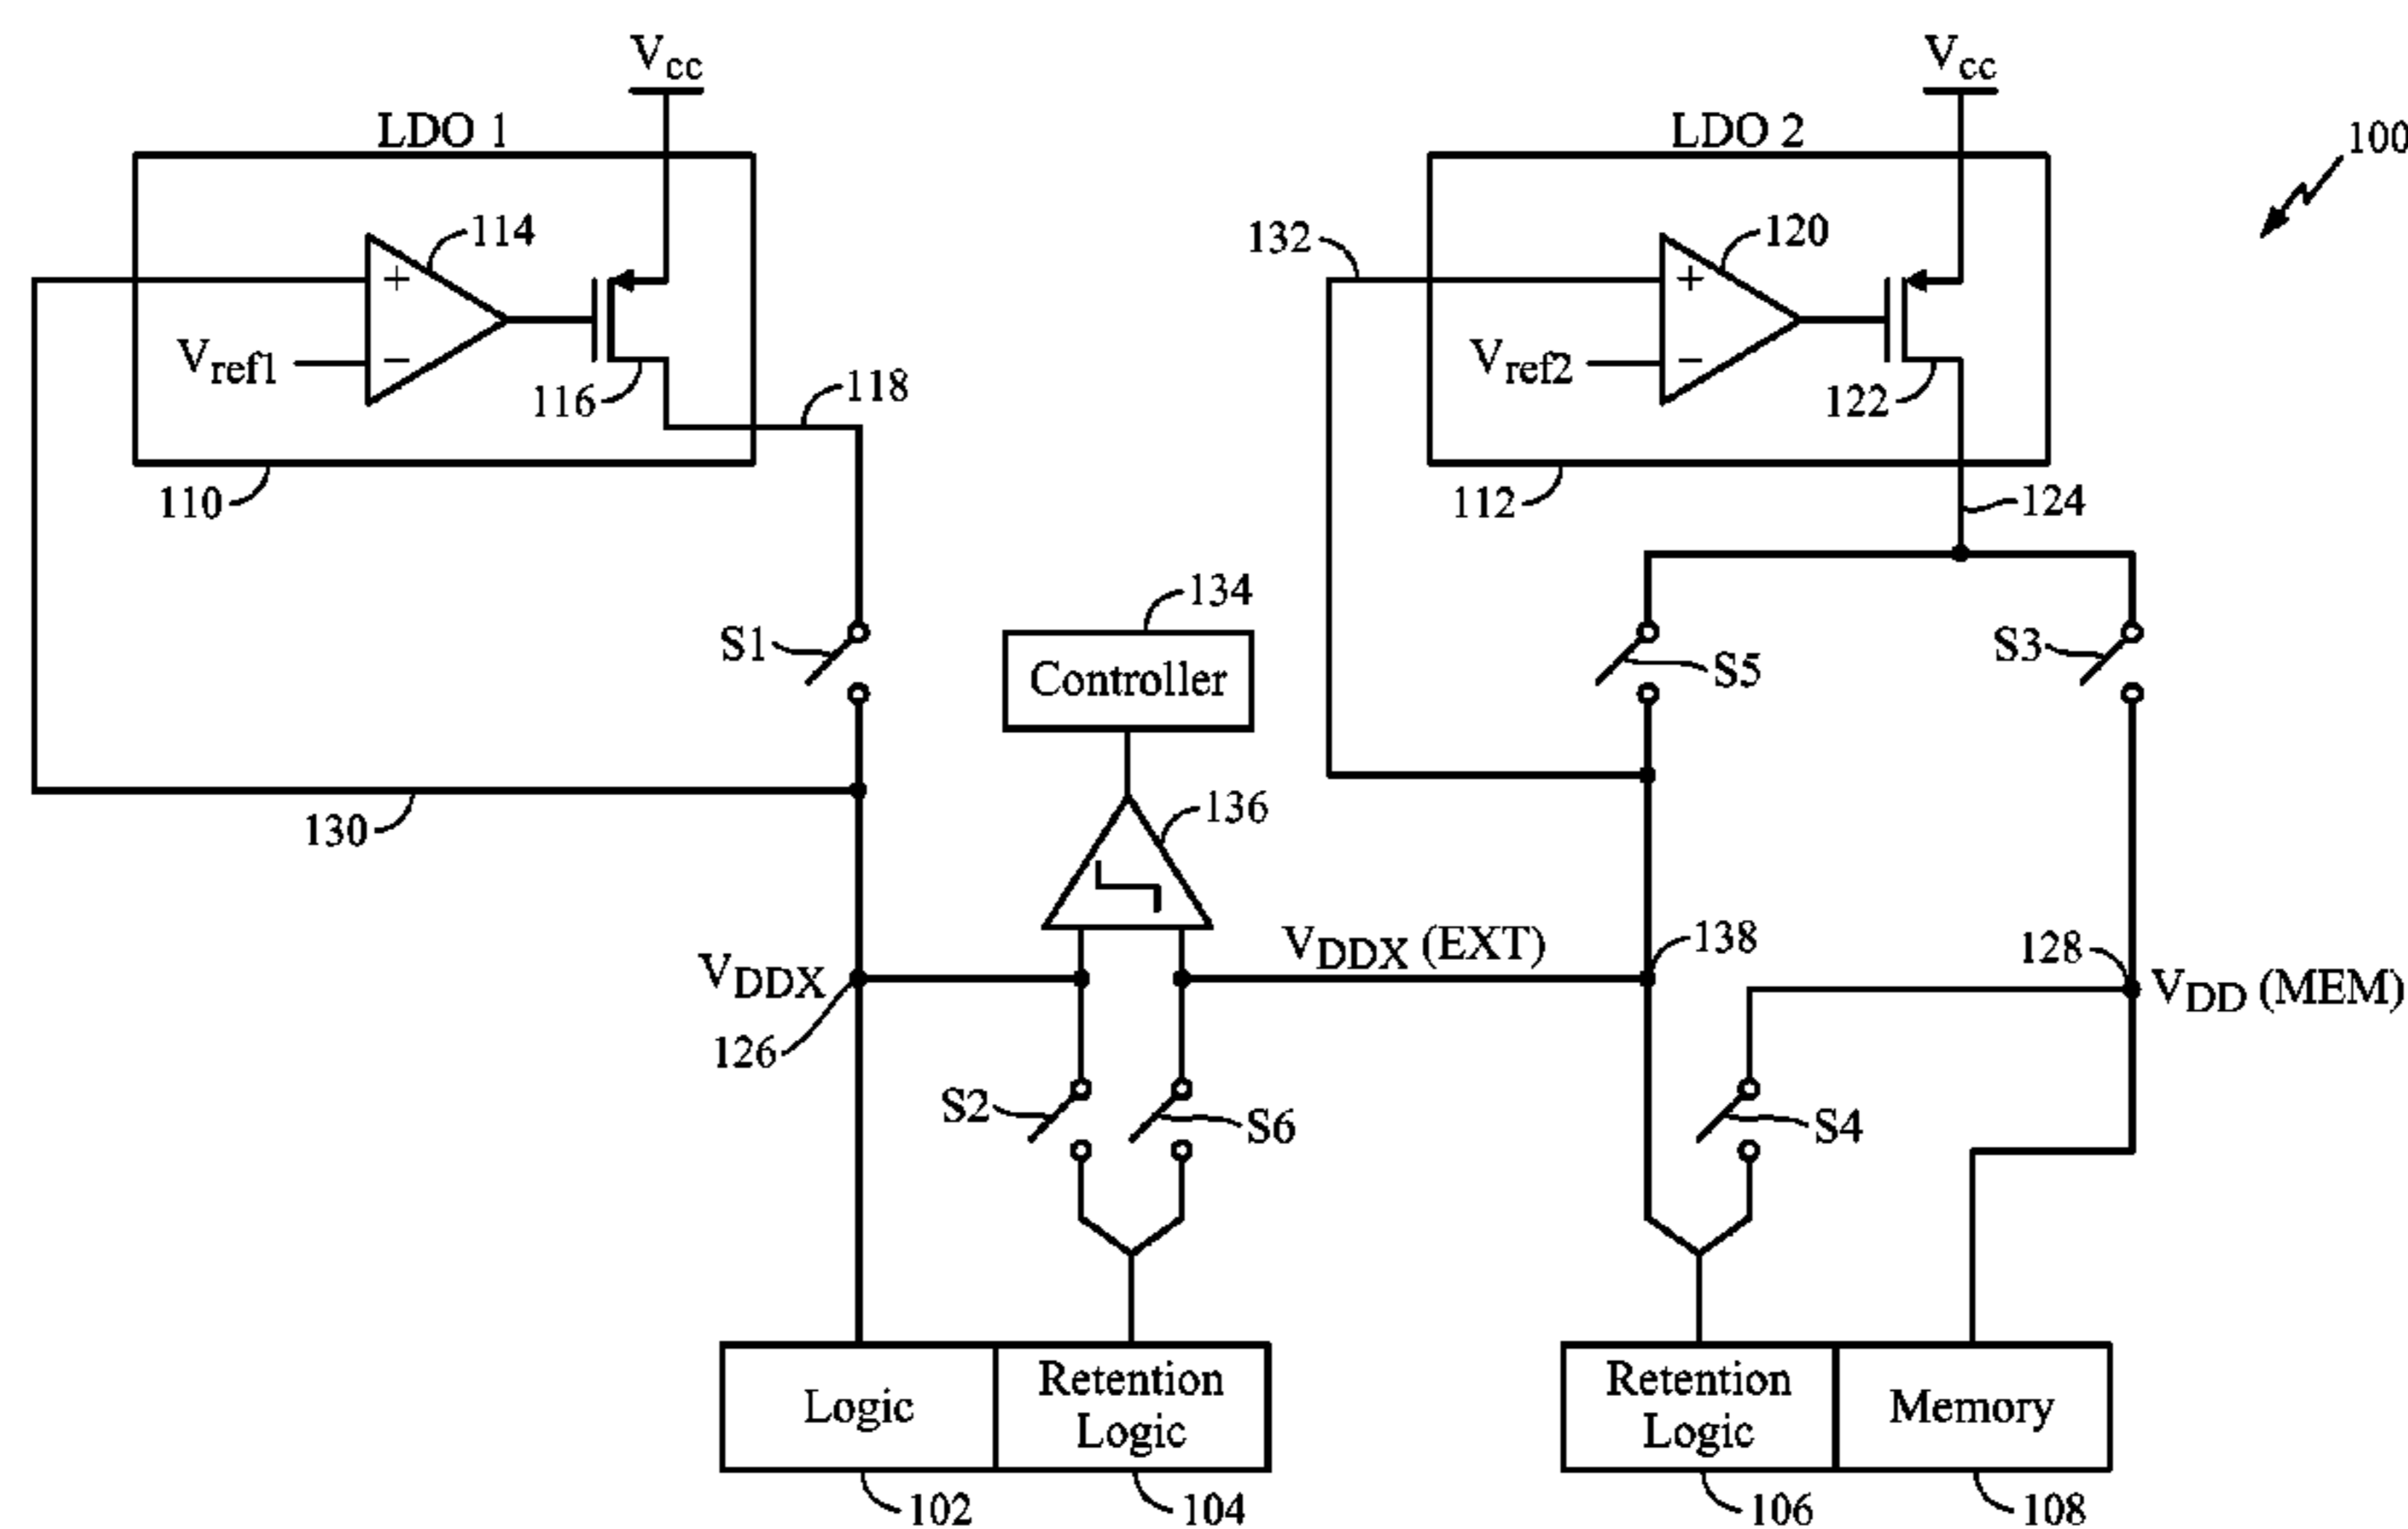 Vcc
Vcc
LDO 1
LDO 2
100
114
132
120
+
+
Vref1
−
Vref2
−
116
118
122
110
112
124
134
S1
Controller
S5
S3
130
136
VDDX
VDDX (EXT)
138
128
VDD (MEM)
126
S2
S6
S4
Logic
Retention
Logic
Retention
Logic
Memory
102
104
106
108